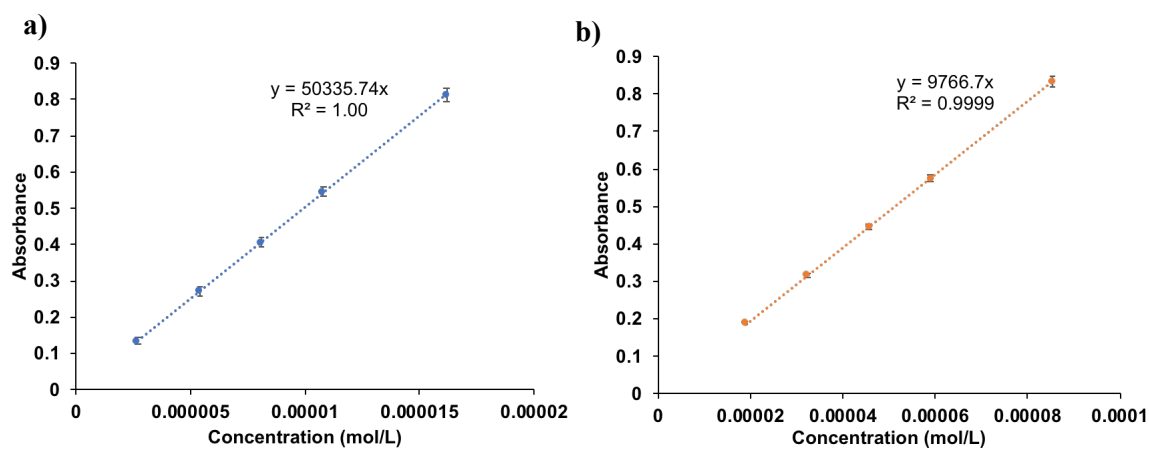 a)
y = 50335.74x
R² = 1.00
0.9
0.8
0.7
0.6
0.5
0.4
0.3
0.2
0.1
0
Absorbance
0 0.000005 0.00001 0.000015 0.00002
Concentration (mol/L)
b)
y = 9766.7x
R² = 0.9999
0.9
0.8
0.7
0.6
0.5
0.4
0.3
0.2
0.1
0
Absorbance
0 0.00002 0.00004 0.00006 0.00008 0.0001
Concentration (mol/L)